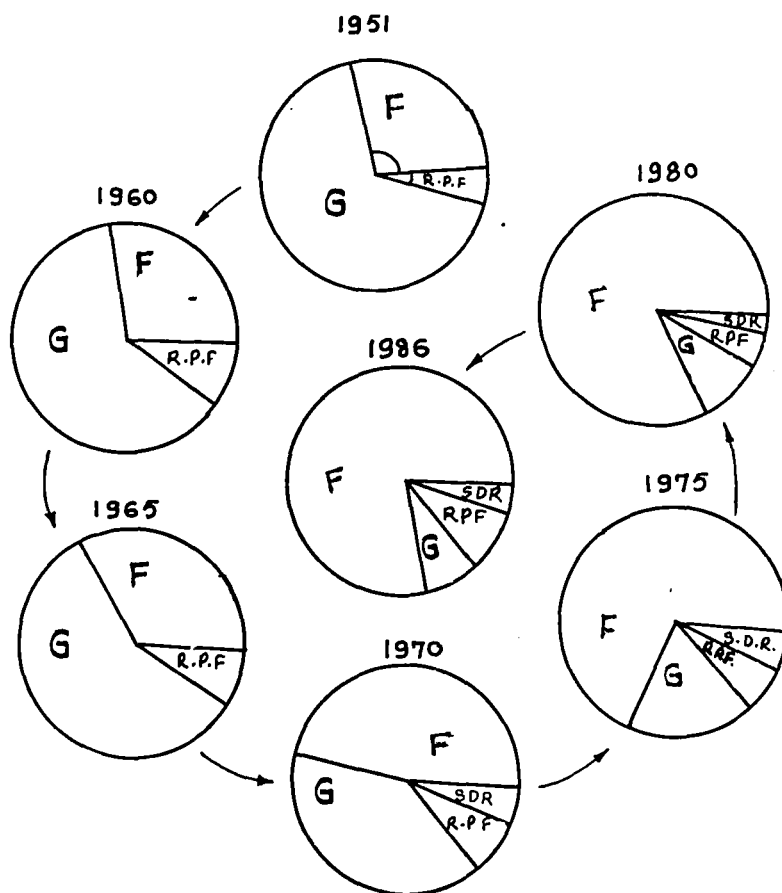 1951
F
R.P.F
G
1960
F
G
R.P.F
1980
F
SDR
RPF
G
1986
F
SDR
RPF
G
1965
F
G
R.P.F
1975
F
S.D.R.
R.P.F.
G
1970
F
G
SDR
R.P.F